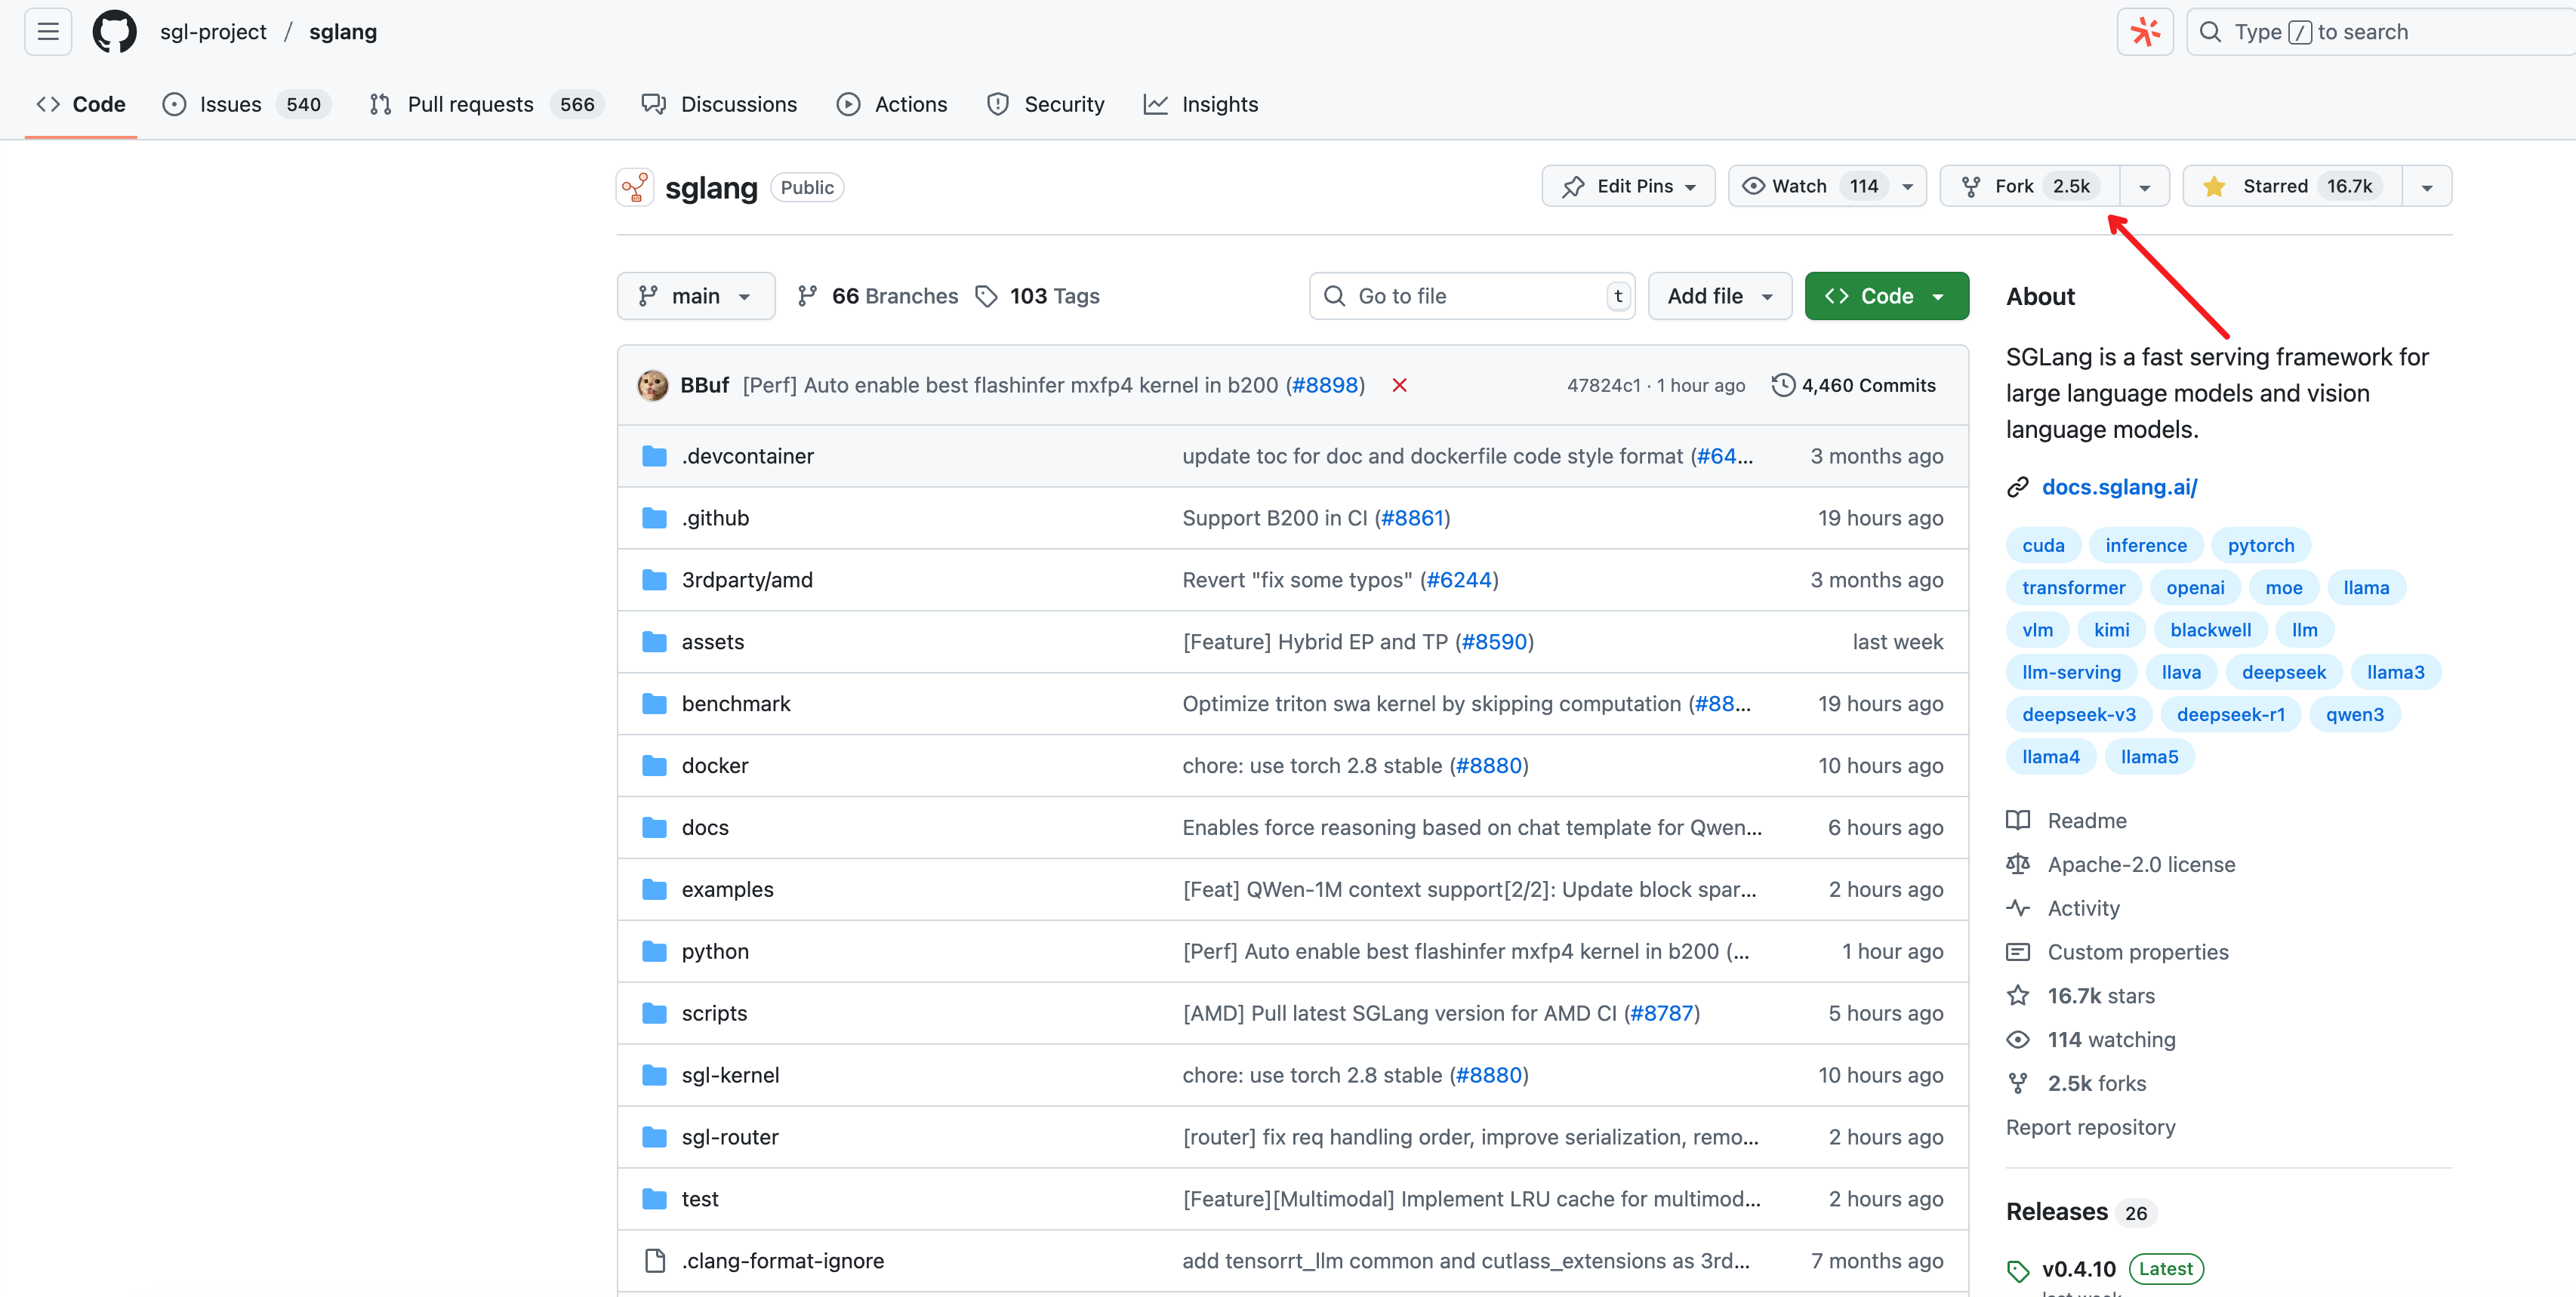 sgl-project / sglang
Type / to search
Code Issues 540 Pull requests 566 Discussions Actions Security Insights
sglang Public
Edit Pins Watch 114 Fork 2.5k Starred 16.7k
main 66 Branches 103 Tags
Go to file t Add file Code
BBuf [Perf] Auto enable best flashinfer mxfp4 kernel in b200 (#8898) 47824c1 · 1 hour ago 4,460 Commits
.devcontainer update toc for doc and dockerfile code style format (#64... 3 months ago
.github Support B200 in CI (#8861) 19 hours ago
3rdparty/amd Revert "fix some typos" (#6244) 3 months ago
assets [Feature] Hybrid EP and TP (#8590) last week
benchmark Optimize triton swa kernel by skipping computation (#88... 19 hours ago
docker chore: use torch 2.8 stable (#8880) 10 hours ago
docs Enables force reasoning based on chat template for Qwen... 6 hours ago
examples [Feat] QWen-1M context support[2/2]: Update block spar... 2 hours ago
python [Perf] Auto enable best flashinfer mxfp4 kernel in b200 (... 1 hour ago
scripts [AMD] Pull latest SGLang version for AMD CI (#8787) 5 hours ago
sgl-kernel chore: use torch 2.8 stable (#8880) 10 hours ago
sgl-router [router] fix req handling order, improve serialization, remo... 2 hours ago
test [Feature][Multimodal] Implement LRU cache for multimod... 2 hours ago
.clang-format-ignore add tensorrt_llm common and cutlass_extensions as 3rd... 7 months ago
About
SGLang is a fast serving framework for
large language models and vision
language models.
docs.sglang.ai/
cuda inference pytorch
transformer openai moe llama
vlm kimi blackwell llm
llm-serving llava deepseek llama3
deepseek-v3 deepseek-r1 qwen3
llama4 llama5
Readme
Apache-2.0 license
Activity
Custom properties
16.7k stars
114 watching
2.5k forks
Report repository
Releases 26
v0.4.10 Latest
last week